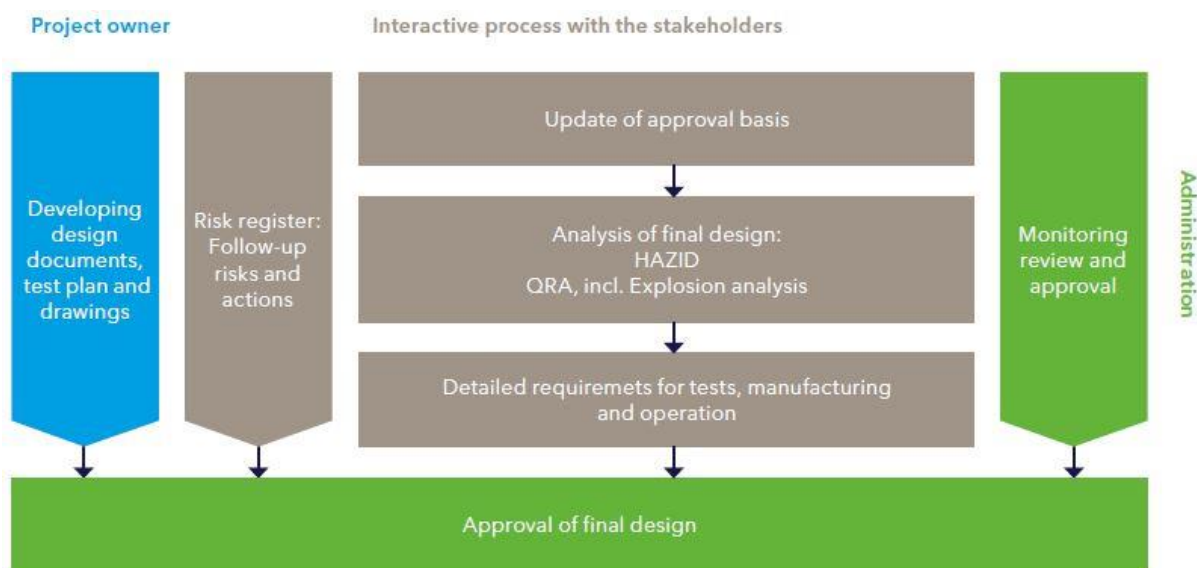 Project owner
Interactive process with the stakeholders
Developing
design
documents,
test plan and
drawings
Risk register:
Follow-up
risks and
actions
Update of approval basis
Analysis of final design:
HAZID
QRA, incl. Explosion analysis
Detailed requiremets for tests, manufacturing
and operation
Monitoring
review and
approval
Administration
Approval of final design